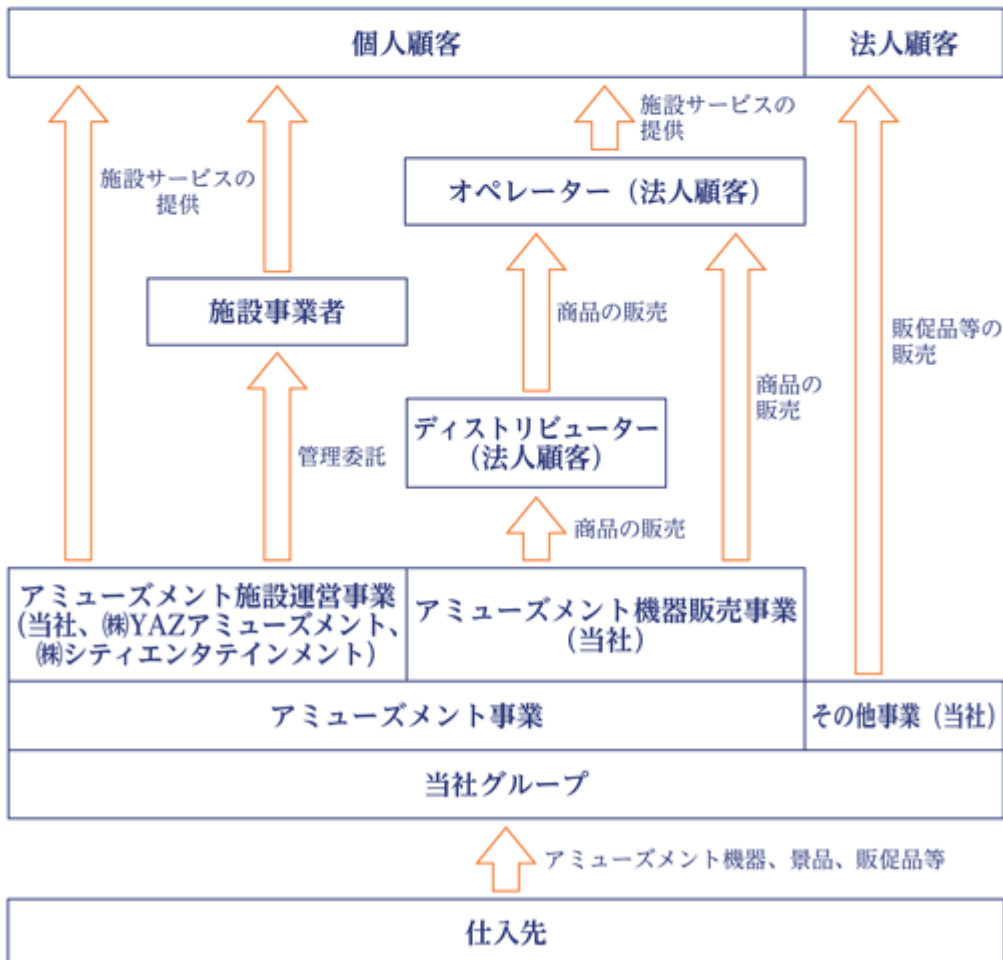 個人顧客
法人顧客
施設サービスの
提供
施設サービスの
提供
オペレーター（法人顧客）
施設事業者
商品の販売
販促品等の
販売
商品の
販売
ディストリビューター
（法人顧客）
管理委託
商品の販売
アミューズメント施設運営事業
(当社、㈱YAZアミューズメント、
㈱シティエンタテインメント）
アミューズメント機器販売事業
（当社）
アミューズメント事業
その他事業（当社）
当社グループ
アミューズメント機器、景品、販促品等
仕入先